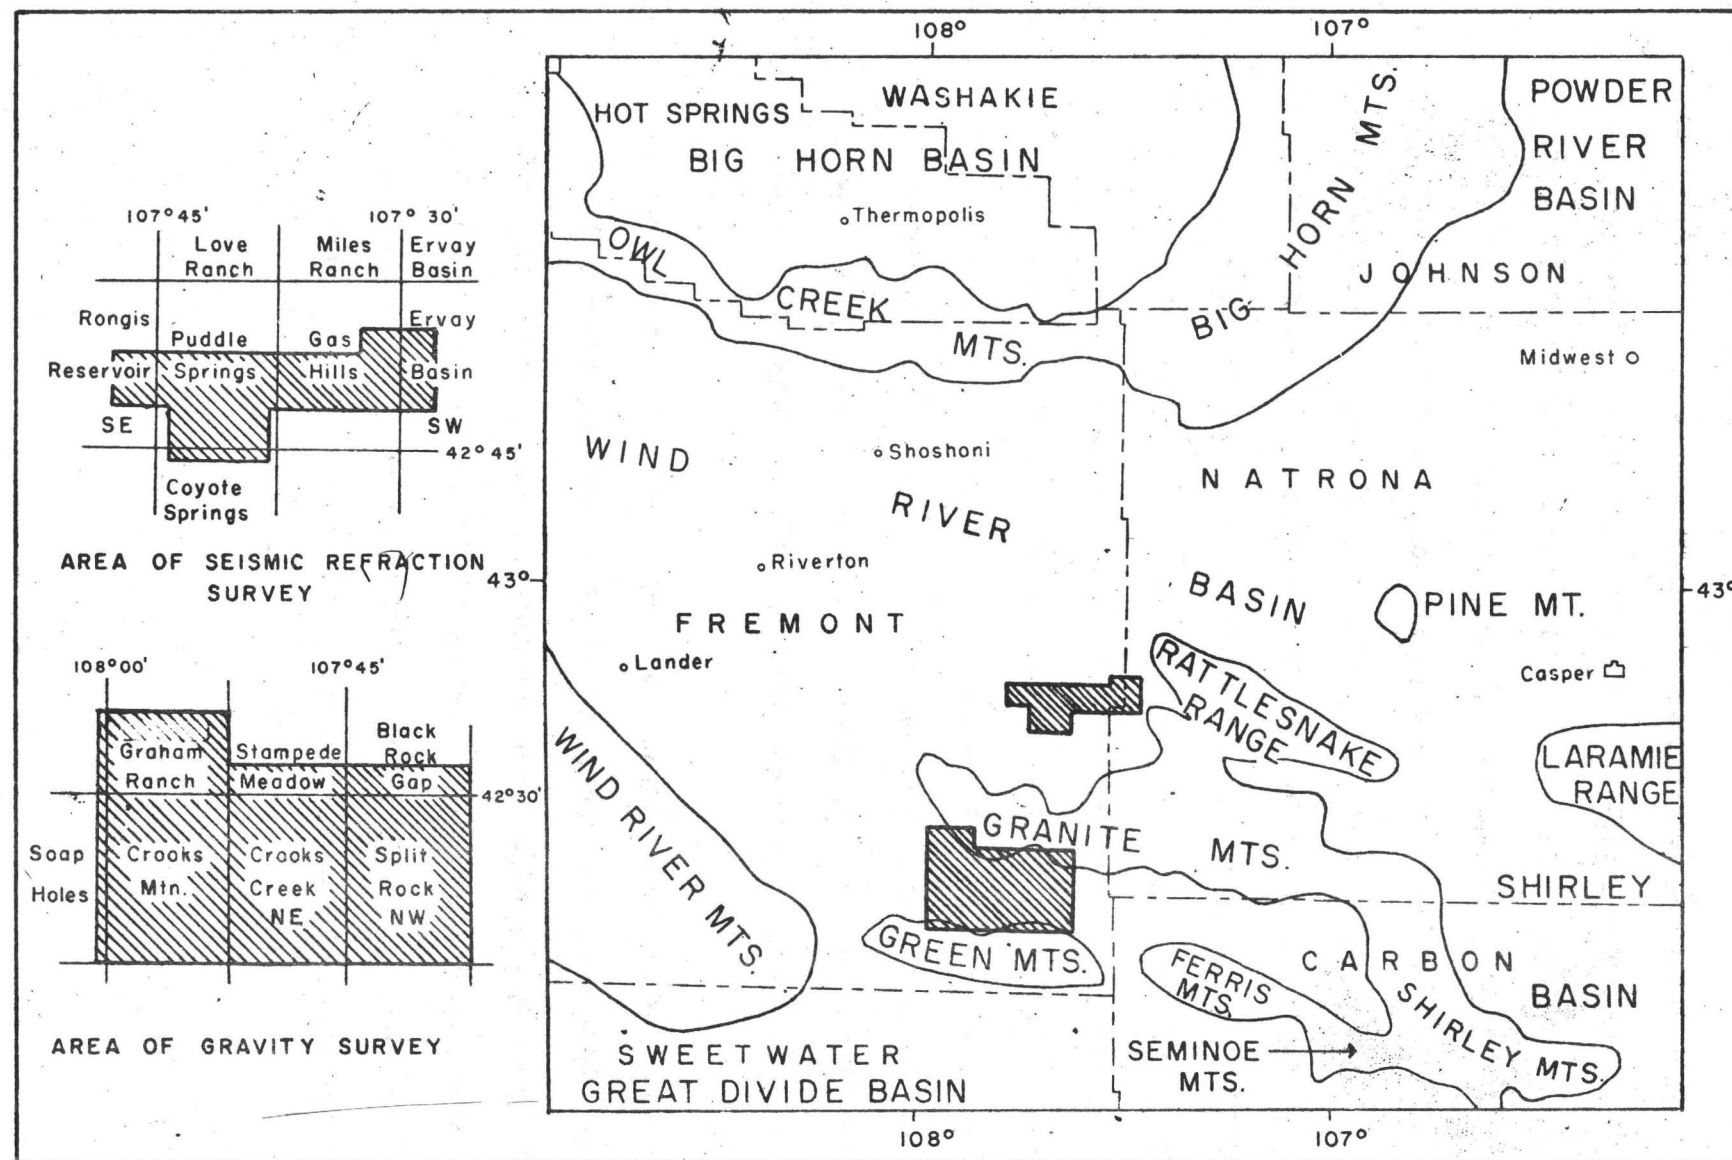 108° 107°
107°45' 107° 30'
Love Ranch
Miles Ranch
Ervay Basin
Rongis
Puddle
Gas
Ervay
Reservoir
Springs
Hills
Basin
SE
SW
42°45'
Coyote Springs
AREA OF SEISMIC REFRACTION
SURVEY
108°00' 107°45'
Graham Ranch
Stampede Meadow
Black Rock Gap
42°30'
Soap Holes
Crooks Mtn.
Crooks Creek NE
Split Rock NW
AREA OF GRAVITY SURVEY
HOT SPRINGS
WASHAKIE
BIG HORN BASIN
Thermopolis
OWL CREEK MTS.
BIG HORN MTS.
POWDER
RIVER
BASIN
JOHNSON
Midwest
WIND RIVER BASIN
Shoshoni
NATRONA
Riverton
43° 43°
FREMONT
PINE MT.
Lander
Casper
RATTLESNAKE
RANGE
LARAMIE
RANGE
WIND RIVER MTS.
GRANITE MTS.
SHIRLEY
BASIN
GREEN MTS.
CARBON
FERRIS
MTS.
SHIRLEY MTS.
SEMINOE
MTS.
SWEETWATER
GREAT DIVIDE BASIN
108° 107°